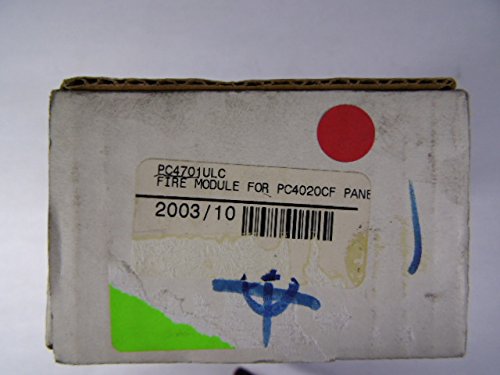 PC4701ULC
FIRE MODULE FOR PC4020CF PANE
2003/10